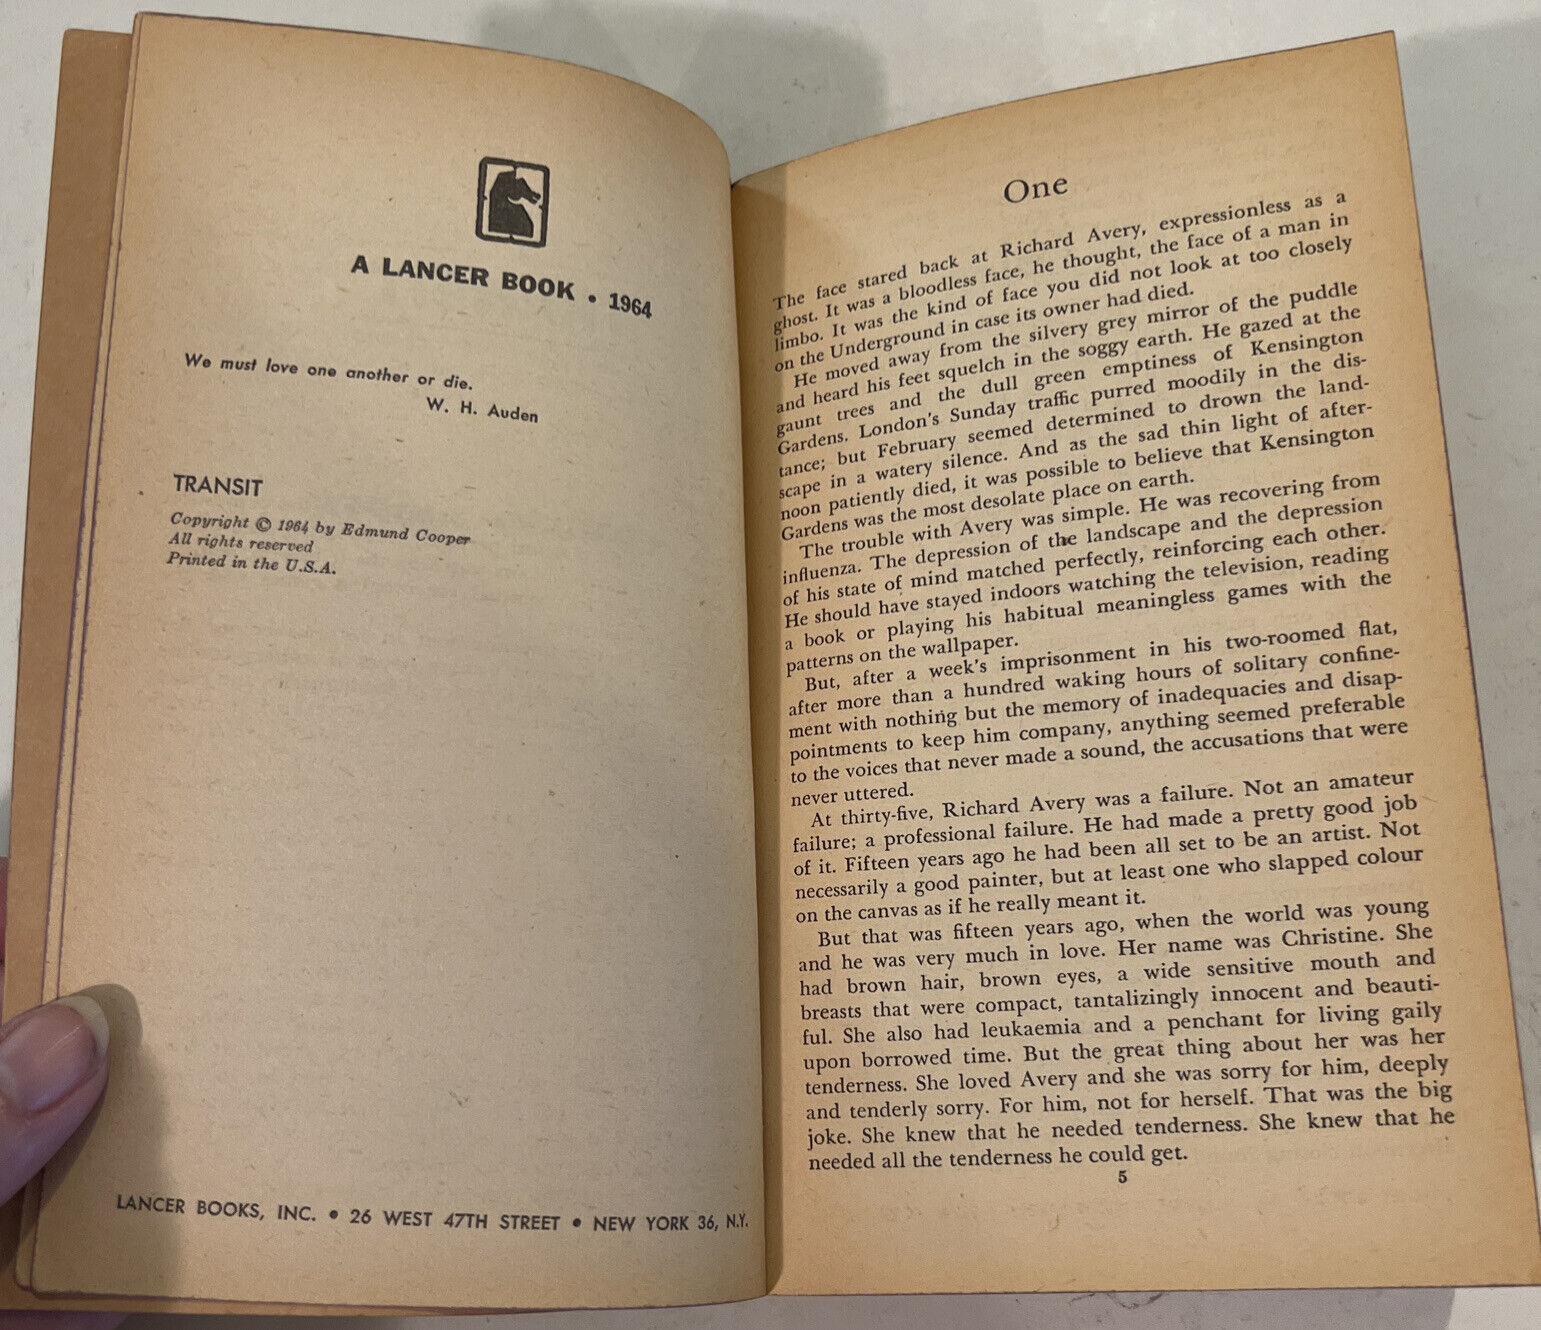 A LANCER BOOK • 1964
We must love one another or die.
W. H. Auden
TRANSIT
Copyright © 1964 by Edmund Cooper
All rights reserved
Printed in the U.S.A.
LANCER BOOKS, INC. • 26 WEST 47TH STREET • NEW YORK 36, N.Y.
One
The face stared back at Richard Avery, expressionless as a
ghost. It was a bloodless face, he thought, the face of a man in
limbo. It was the kind of face you did not look at too closely
on the Underground in case its owner had died.
He moved away from the silvery grey mirror of the puddle
and heard his feet squelch in the soggy earth. He gazed at the
gaunt trees and the dull green emptiness of Kensington
Gardens. London's Sunday traffic purred moodily in the dis-
tance; but February seemed determined to drown the land-
scape in a watery silence. And as the sad thin light of after-
noon patiently died, it was possible to believe that Kensington
Gardens was the most desolate place on earth.
The trouble with Avery was simple. He was recovering from
influenza. The depression of the landscape and the depression
of his state of mind matched perfectly, reinforcing each other.
He should have stayed indoors watching the television, reading
a book or playing his habitual meaningless games with the
patterns on the wallpaper.
But, after a week's imprisonment in his two-roomed flat,
after more than a hundred waking hours of solitary confine-
ment with nothing but the memory of inadequacies and disap-
pointments to keep him company, anything seemed preferable
to the voices that never made a sound, the accusations that were
never uttered.
At thirty-five, Richard Avery was a failure. Not an amateur
failure; a professional failure. He had made a pretty good job
of it. Fifteen years ago he had been all set to be an artist. Not
necessarily a good painter, but at least one who slapped colour
on the canvas as if he really meant it.
But that was fifteen years ago, when the world was young
and he was very much in love. Her name was Christine. She
had brown hair, brown eyes, a wide sensitive mouth and
breasts that were compact, tantalizingly innocent and beauti-
ful. She also had leukaemia and a penchant for living gaily
upon borrowed time. But the great thing about her was her
tenderness. She loved Avery and she was sorry for him, deeply
and tenderly sorry. For him, not for herself. That was the big
joke. She knew that he needed tenderness. She knew that he
needed all the tenderness he could get.
5